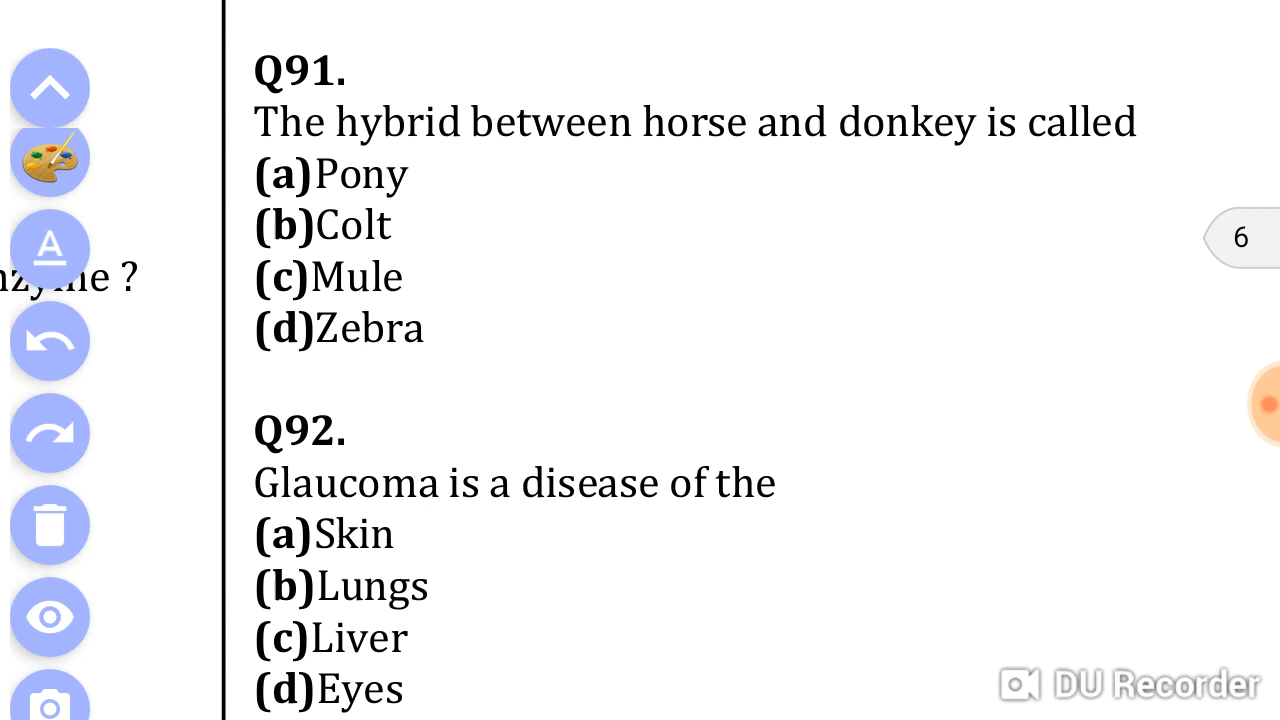 Q91.
The hybrid between horse and donkey is called
(a)Pony
(b)Colt
(c)Mule
(d)Zebra
6
A
?
Q92.
Glaucoma is a disease of the
(a)Skin
(b)Lungs
(c)Liver
(d)Eyes
DU Recorder